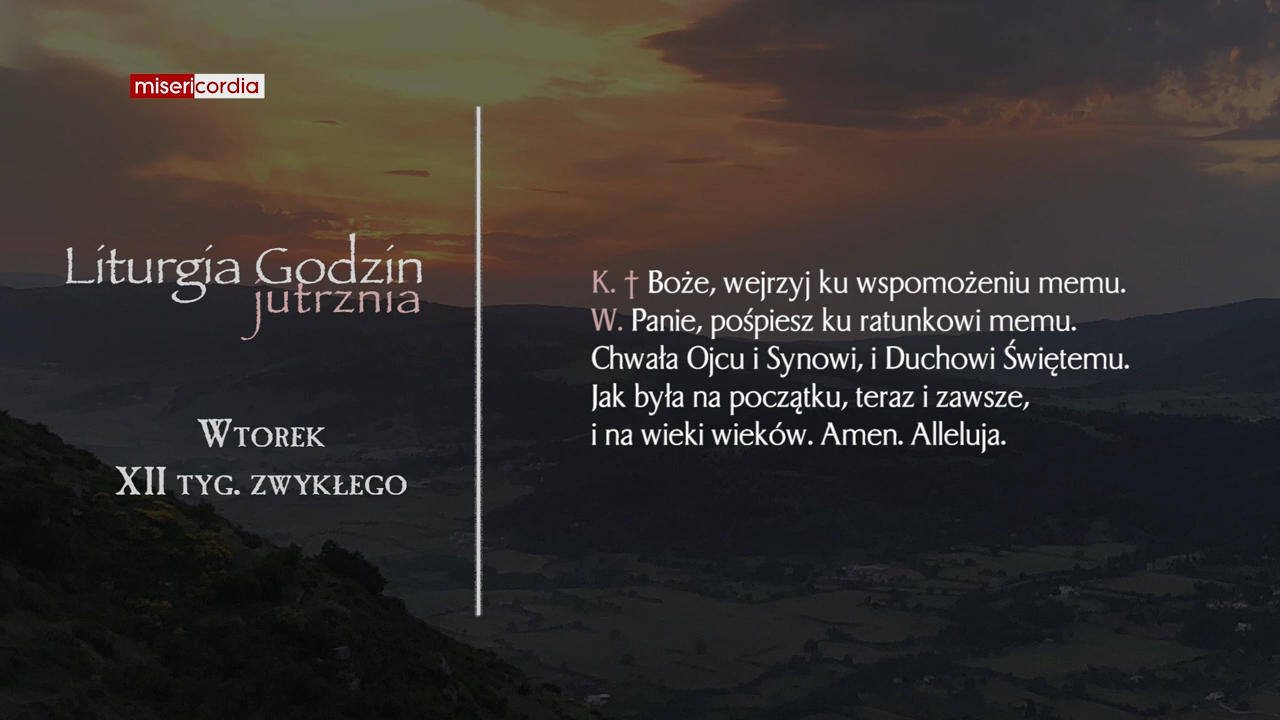 misericordia
Liturgia Godzin
jutrznia
Wtorek
XII tyg. zwykłego
K. † Boże, wejrzyj ku wspomożeniu memu.
W. Panie, pośpiesz ku ratunkowi memu.
Chwała Ojcu i Synowi, i Duchowi Świętemu.
Jak była na początku, teraz i zawsze,
i na wieki wieków. Amen. Alleluja.